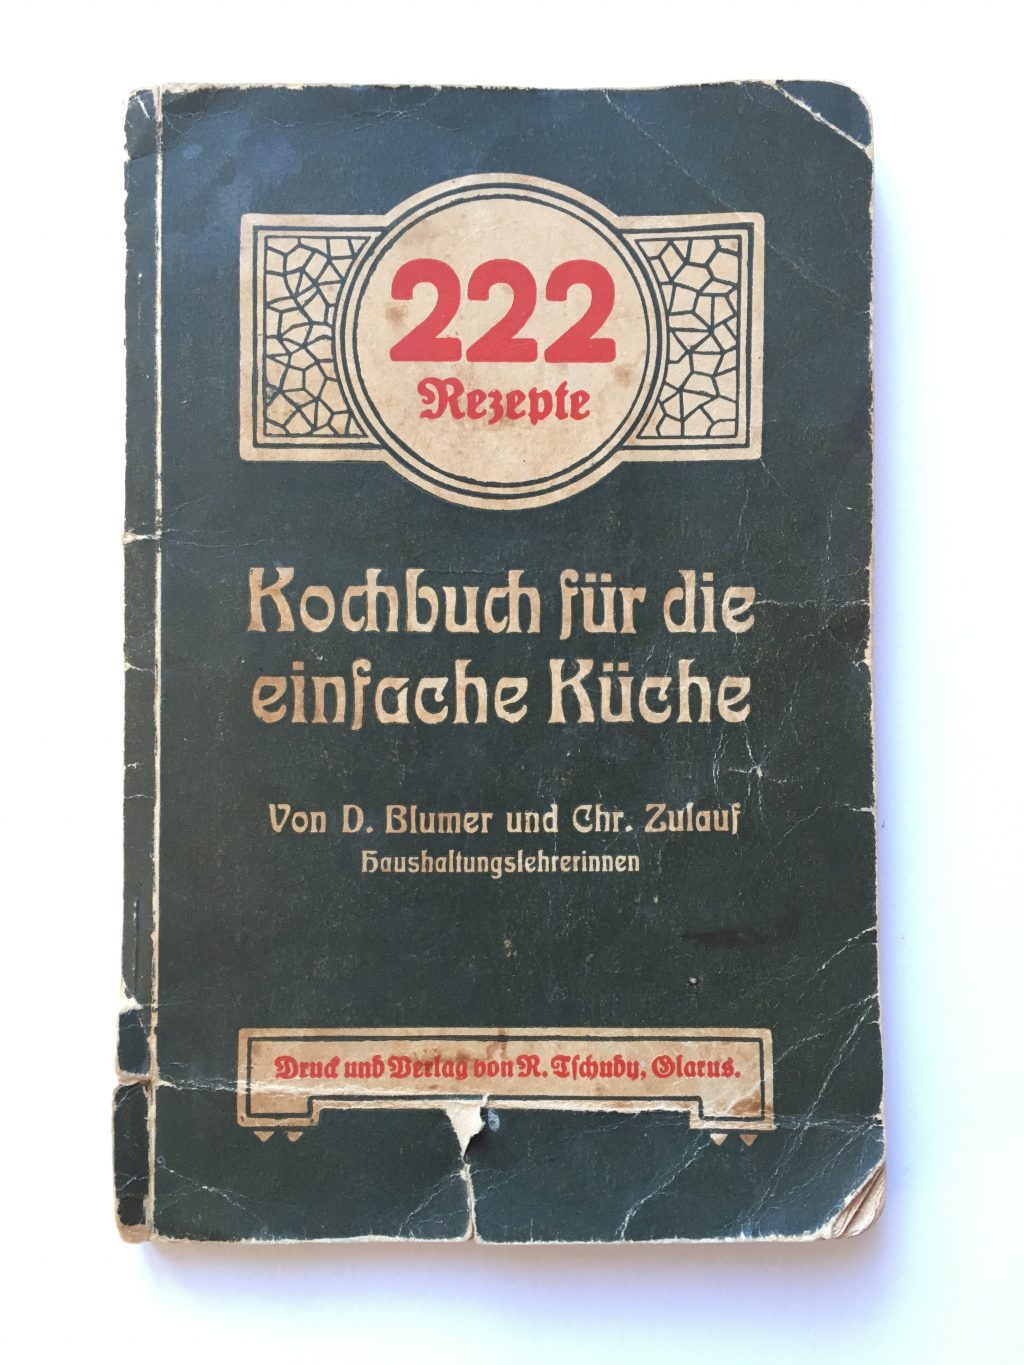 222
Rezepte
Kochbuch für die
einfache Küche
Von D. Blumer und Chr. Zulauf
Haushaltungslehrerinnen
Druck und Verlag von R. Tschudy, Glarus.